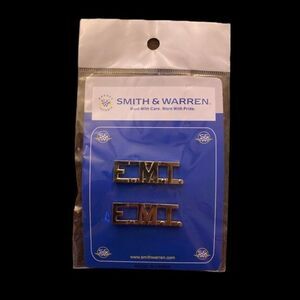 SMITH & WARREN
Made With Care. Worn With Pride.
E.M.T.
E.M.T.
www.smithwarren.com